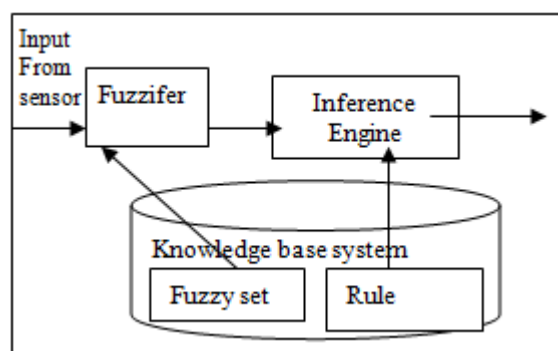 Input
From
sensor
Fuzzifer
Inference
Engine
Knowledge base system
Fuzzy set
Rule